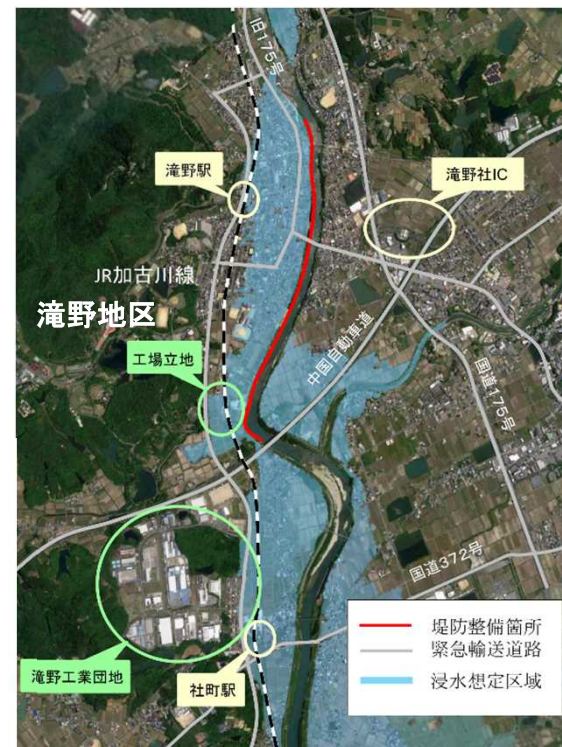 旧175号
滝野駅
滝野社IC
JR加古川線
滝野地区
工場立地
中国自動車道
国道175号
国道372号
滝野工業団地
社町駅
堤防整備箇所
緊急輸送道路
浸水想定区域